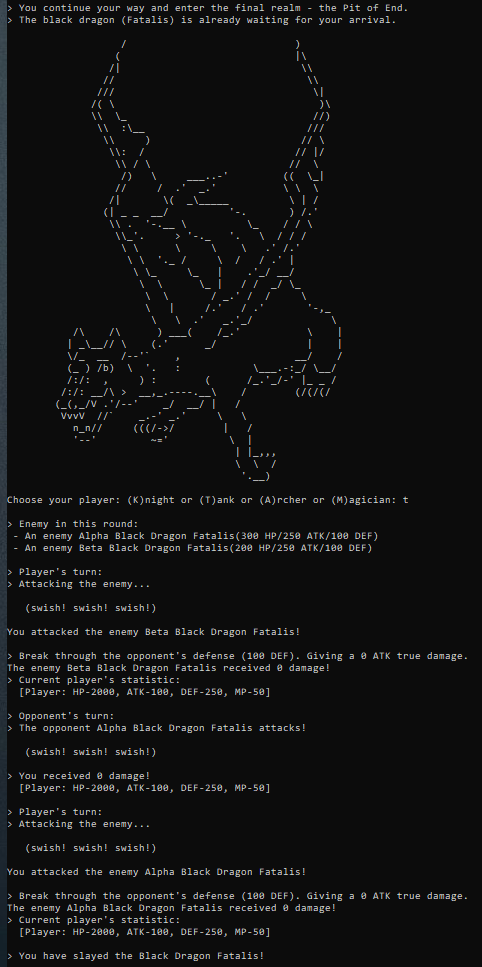 > You continue your way and enter the final realm - the Pit of End.
> The black dragon (Fatalis) is already waiting for your arrival.
Choose your player: (K)night or (T)ank or (A)rcher or (M)agician: t
> Enemy in this round:
- An enemy Alpha Black Dragon Fatalis(300 HP/250 ATK/100 DEF)
- An enemy Beta Black Dragon Fatalis(200 HP/250 ATK/100 DEF)
> Player's turn:
> Attacking the enemy...
(swish! swish! swish!)
You attacked the enemy Beta Black Dragon Fatalis!
> Break through the opponent's defense (100 DEF). Giving a 0 ATK true damage.
The enemy Beta Black Dragon Fatalis received 0 damage!
> Current player's statistic:
[Player: HP-2000, ATK-100, DEF-250, MP-50]
> Opponent's turn:
> The opponent Alpha Black Dragon Fatalis attacks!
(swish! swish! swish!)
> You received 0 damage!
[Player: HP-2000, ATK-100, DEF-250, MP-50]
> Player's turn:
> Attacking the enemy...
(swish! swish! swish!)
You attacked the enemy Alpha Black Dragon Fatalis!
> Break through the opponent's defense (100 DEF). Giving a 0 ATK true damage.
The enemy Alpha Black Dragon Fatalis received 0 damage!
> Current player's statistic:
[Player: HP-2000, ATK-100, DEF-250, MP-50]
> You have slayed the Black Dragon Fatalis!